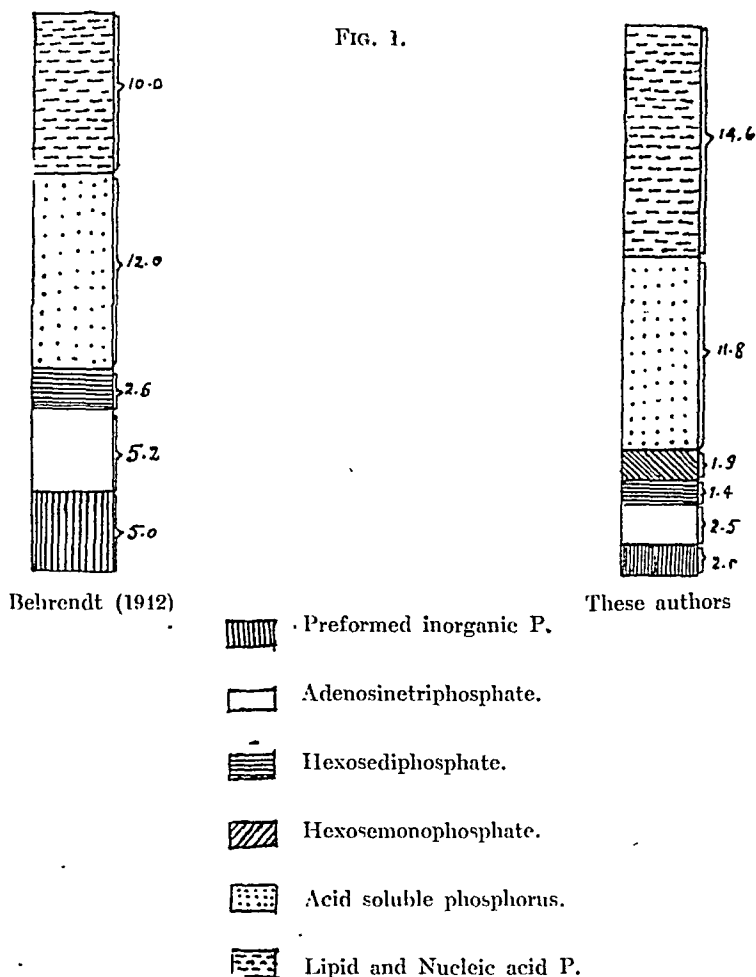 FIG. 1.
10.0
12.0
2.6
5.2
5.0
Behrendt (1912)
14.6
11.8
1.9
1.4
2.5
These authors
Preformed inorganic P.
Adenosinetriphosphate.
Hexosediphosphate.
Hexosemonophosphate.
Acid soluble phosphorus.
Lipid and Nucleic acid P.